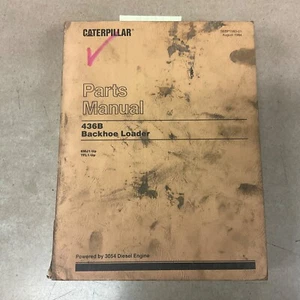 CATERPILLAR
Parts
Manual
436B
Backhoe Loader
Powered by 3054 Diesel Engine